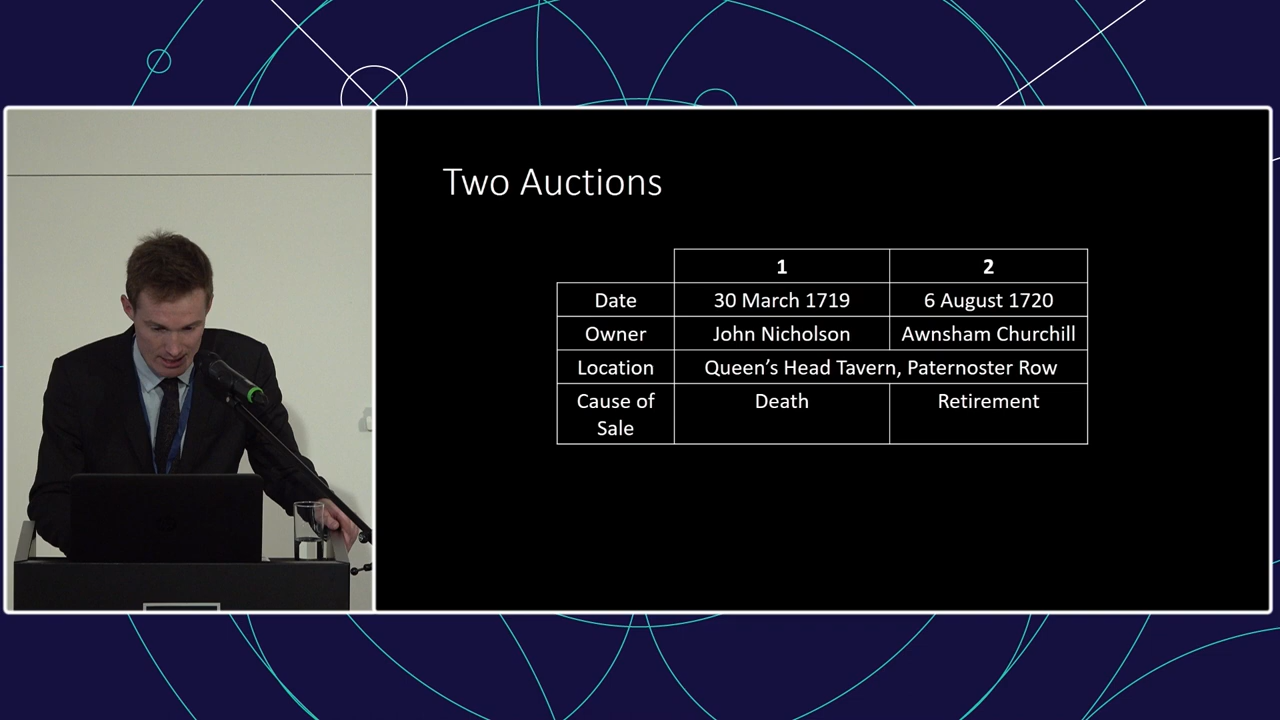 Two Auctions
1 2
Date 30 March 1719 6 August 1720
Owner John Nicholson Awnsham Churchill
Location Queen’s Head Tavern, Paternoster Row
Cause of Death Retirement
Sale